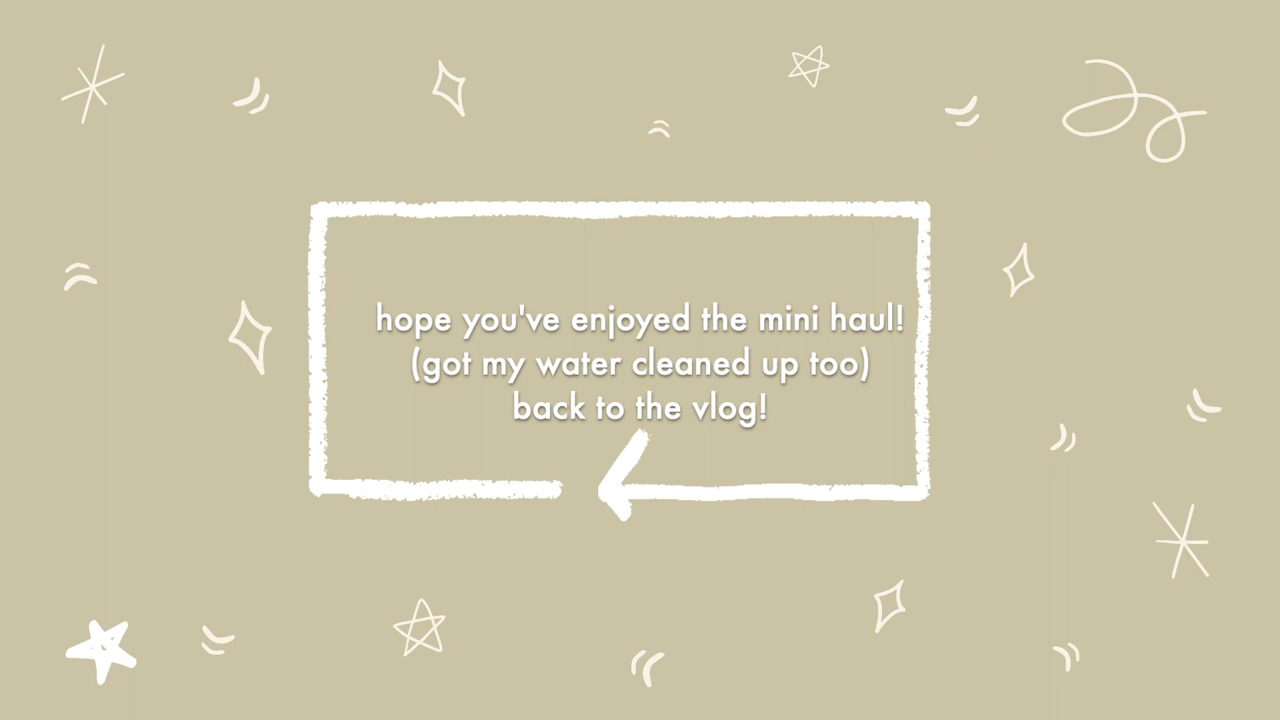 hope you've enjoyed the mini haul!
(got my water cleaned up too)
back to the vlog!